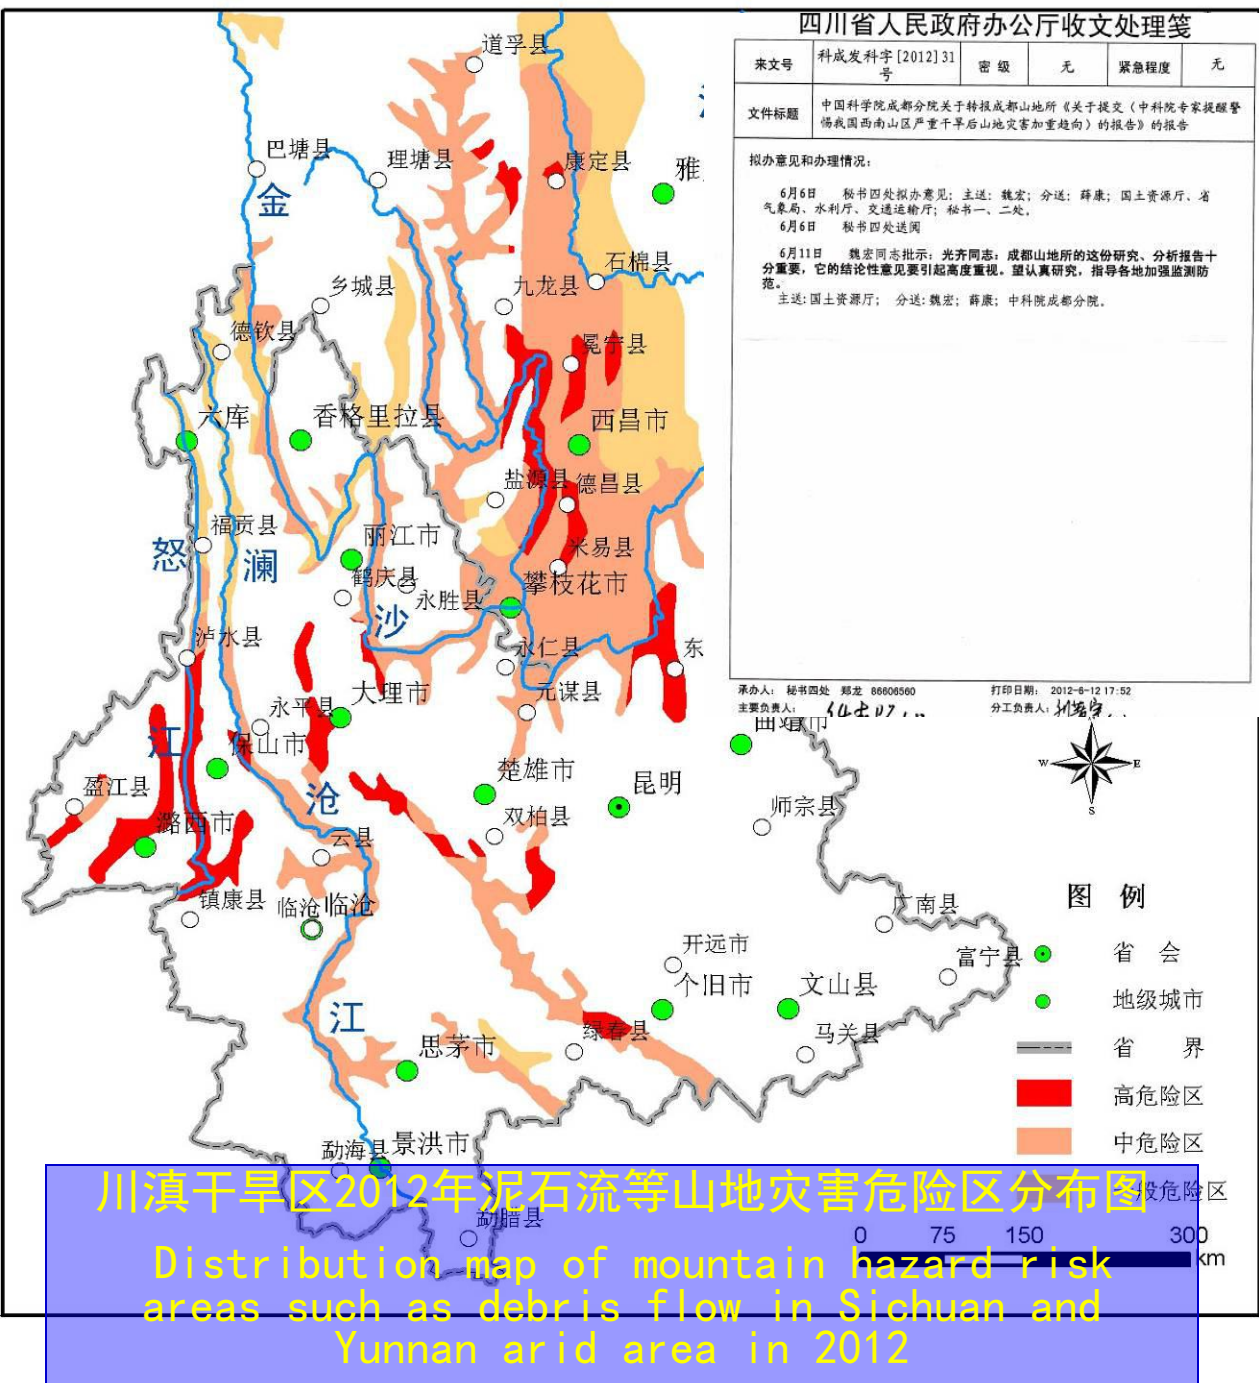 四川省人民政府办公厅收文处理笺
来文号
科成发科字[2012]31
号
密 级
无
紧急程度
无
文件标题
中国科学院成都分院关于转报成都山地所《关于提交（中科院专家提醒警
惕我国西南山区严重干旱后山地灾害加重趋向）的报告》的报告
拟办意见和办理情况：
6月6日 秘书四处拟办意见；主送：魏宏；分送：薛康；国土资源厅、省
气象局、水利厅、交通运输厅；秘书一、二处。
6月6日 秘书四处送阅
6月11日 魏宏同志批示：光齐同志：成都山地所的这份研究、分析报告十
分重要，它的结论性意见要引起高度重视。望认真研究，指导各地加强监测防
范。
主送:国土资源厅； 分送:魏宏；薛康；中科院成都分院。
承办人： 秘书四处 郑龙 86606560
打印日期： 2012-6-12 17:52
主要负责人：
分工负责人：
道孚县
巴塘县
理塘县
康定县
雅
金
石棉县
乡城县
九龙县
德钦县
冕宁县
六库
香格里拉县
西昌市
盐源县
德昌县
福贡县
丽江市
怒
澜
米易县
鹤庆县
攀枝花市
永胜县
沙
泸水县
永仁县
东
大理市
元谋县
永平县
曲靖市
江
保山市
楚雄市
昆明
盈江县
沧
师宗县
潞西市
双柏县
云县
镇康县
临沧
临沧
广南县
开远市
富宁县
个旧市
文山县
江
绿春县
马关县
思茅市
勐海县
景洪市
勐腊县
W
E
S
图 例
省 会
地级城市
省 界
高危险区
中危险区
一般危险区
0 75 150 300
km
川滇干旱区2012年泥石流等山地灾害危险区分布图
Distribution map of mountain hazard risk
areas such as debris flow in Sichuan and
Yunnan arid area in 2012